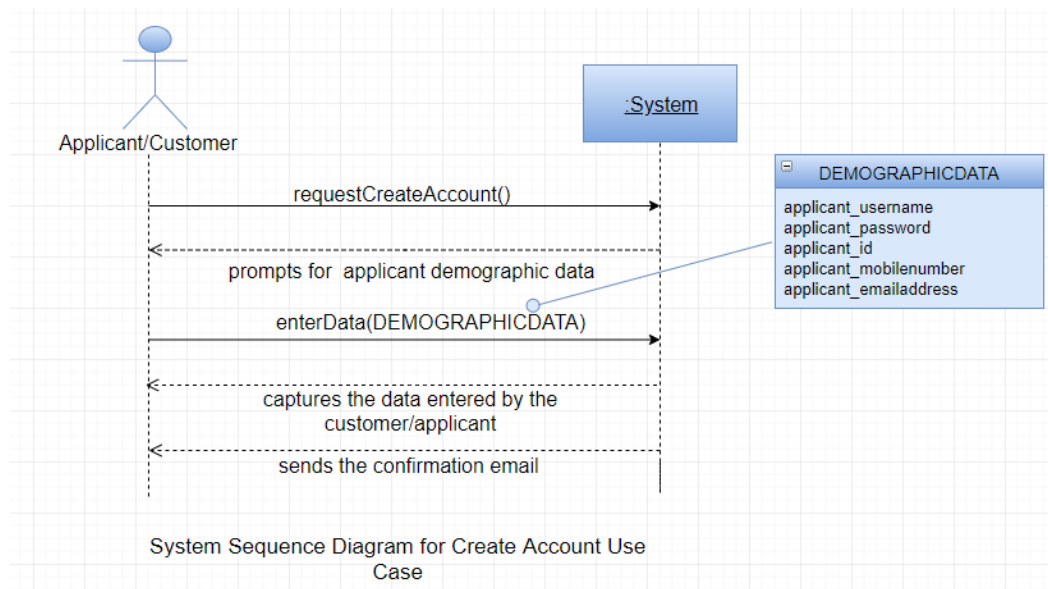 Applicant/Customer
:System
requestCreateAccount()
prompts for applicant demographic data
DEMOGRAPHICDATA
applicant_username
applicant_password
applicant_id
applicant_mobilenumber
applicant_emailaddress
enterData(DEMOGRAPHICDATA)
captures the data entered by the
customer/applicant
sends the confirmation email
System Sequence Diagram for Create Account Use
Case